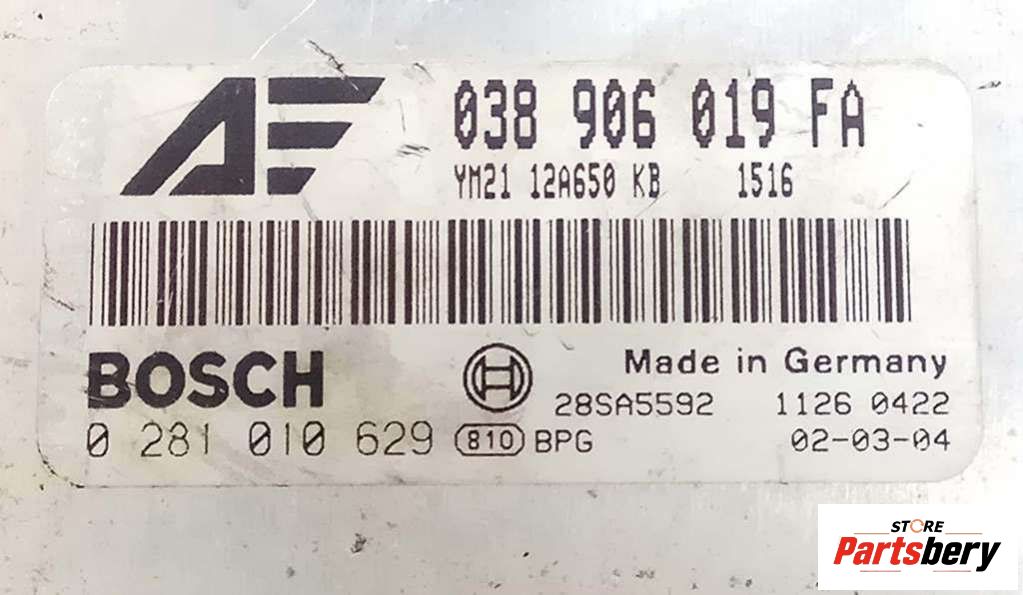 AF
038 906 019 FA
YM21 12A650 KB 1516
BOSCH
Made in Germany
28SA5592 1126 0422
0 281 010 629 810 BPG 02-03-04
STORE
Partsbery